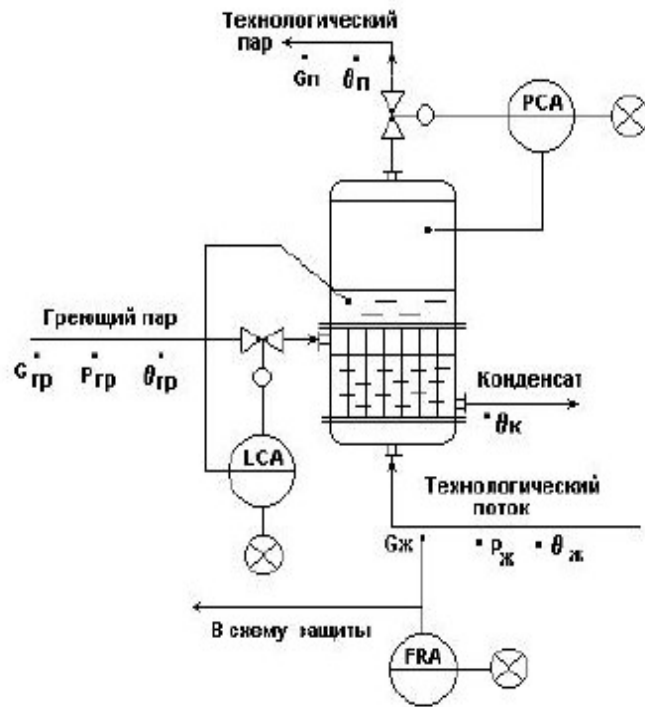 Технологический
пар
Gп θп
PCA
Греющий пар
Gгр Pгр θгр
Конденсат
θк
LCA
Технологический
поток
Gж Pж θж
В схему защиты
FRA